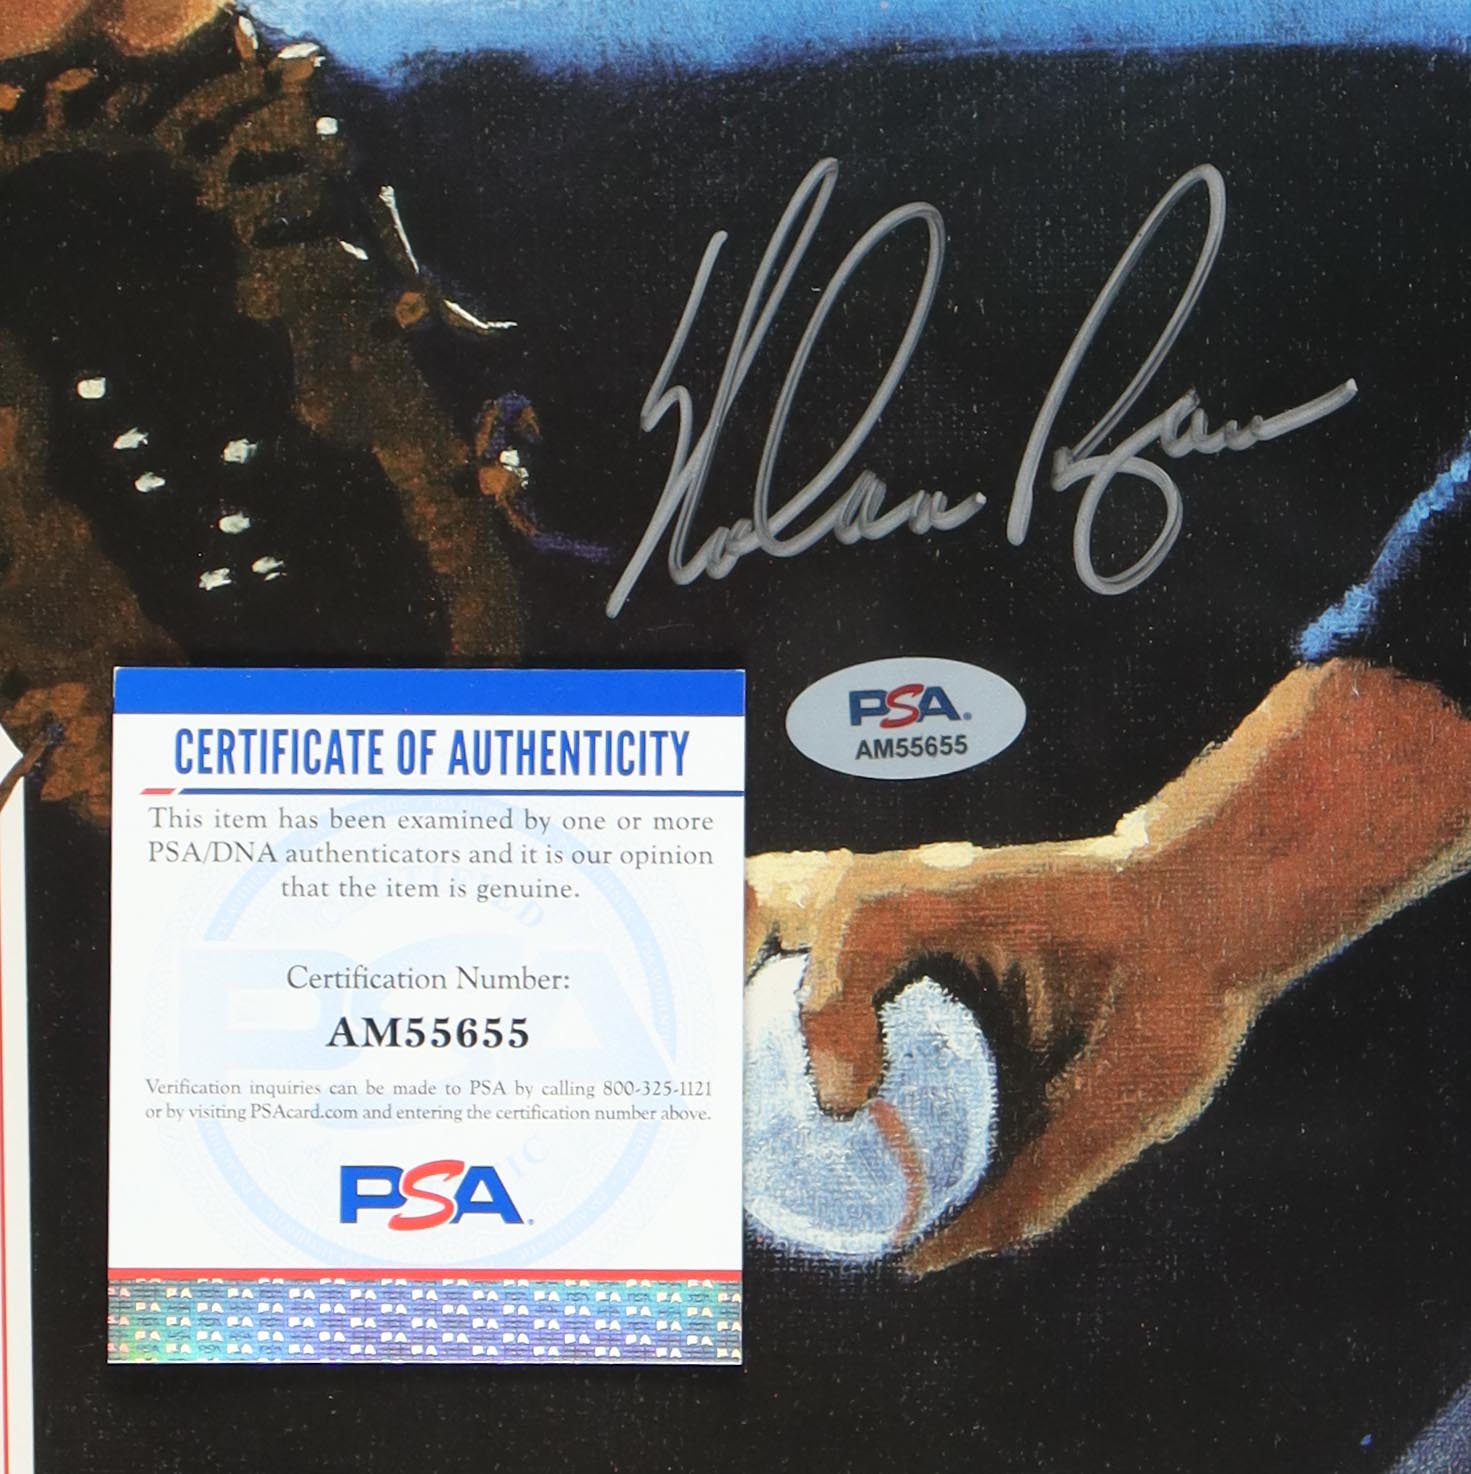 Nolan Ryan
PSA.
AM55655
CERTIFICATE OF AUTHENTICITY
This item has been examined by one or more
PSA/DNA authenticators and it is our opinion
that the item is genuine.
Certification Number:
AM55655
Verification inquiries can be made to PSA by calling 800-325-1121
or by visiting PSAcard.com and entering the certification number above.
PSA.